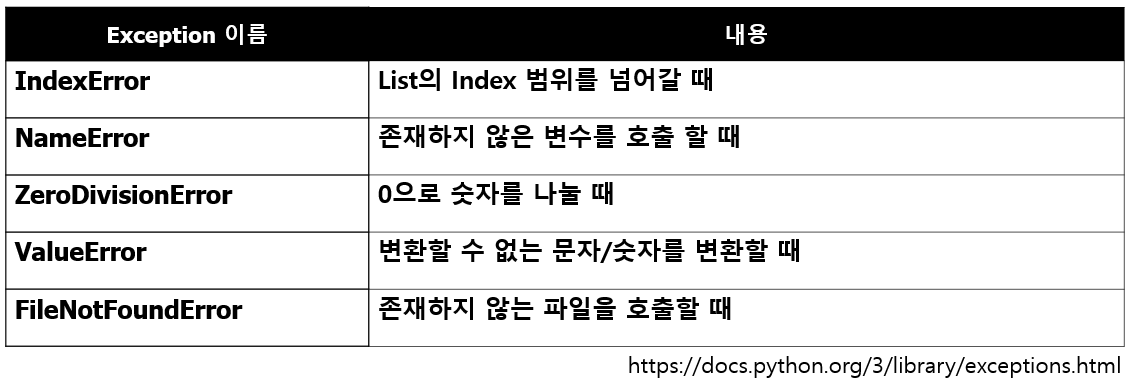 Exception 이름 내용
IndexError List의 Index 범위를 넘어갈 때
NameError 존재하지 않은 변수를 호출 할 때
ZeroDivisionError 0으로 숫자를 나눌 때
ValueError 변환할 수 없는 문자/숫자를 변환할 때
FileNotFoundError 존재하지 않는 파일을 호출할 때
https://docs.python.org/3/library/exceptions.html